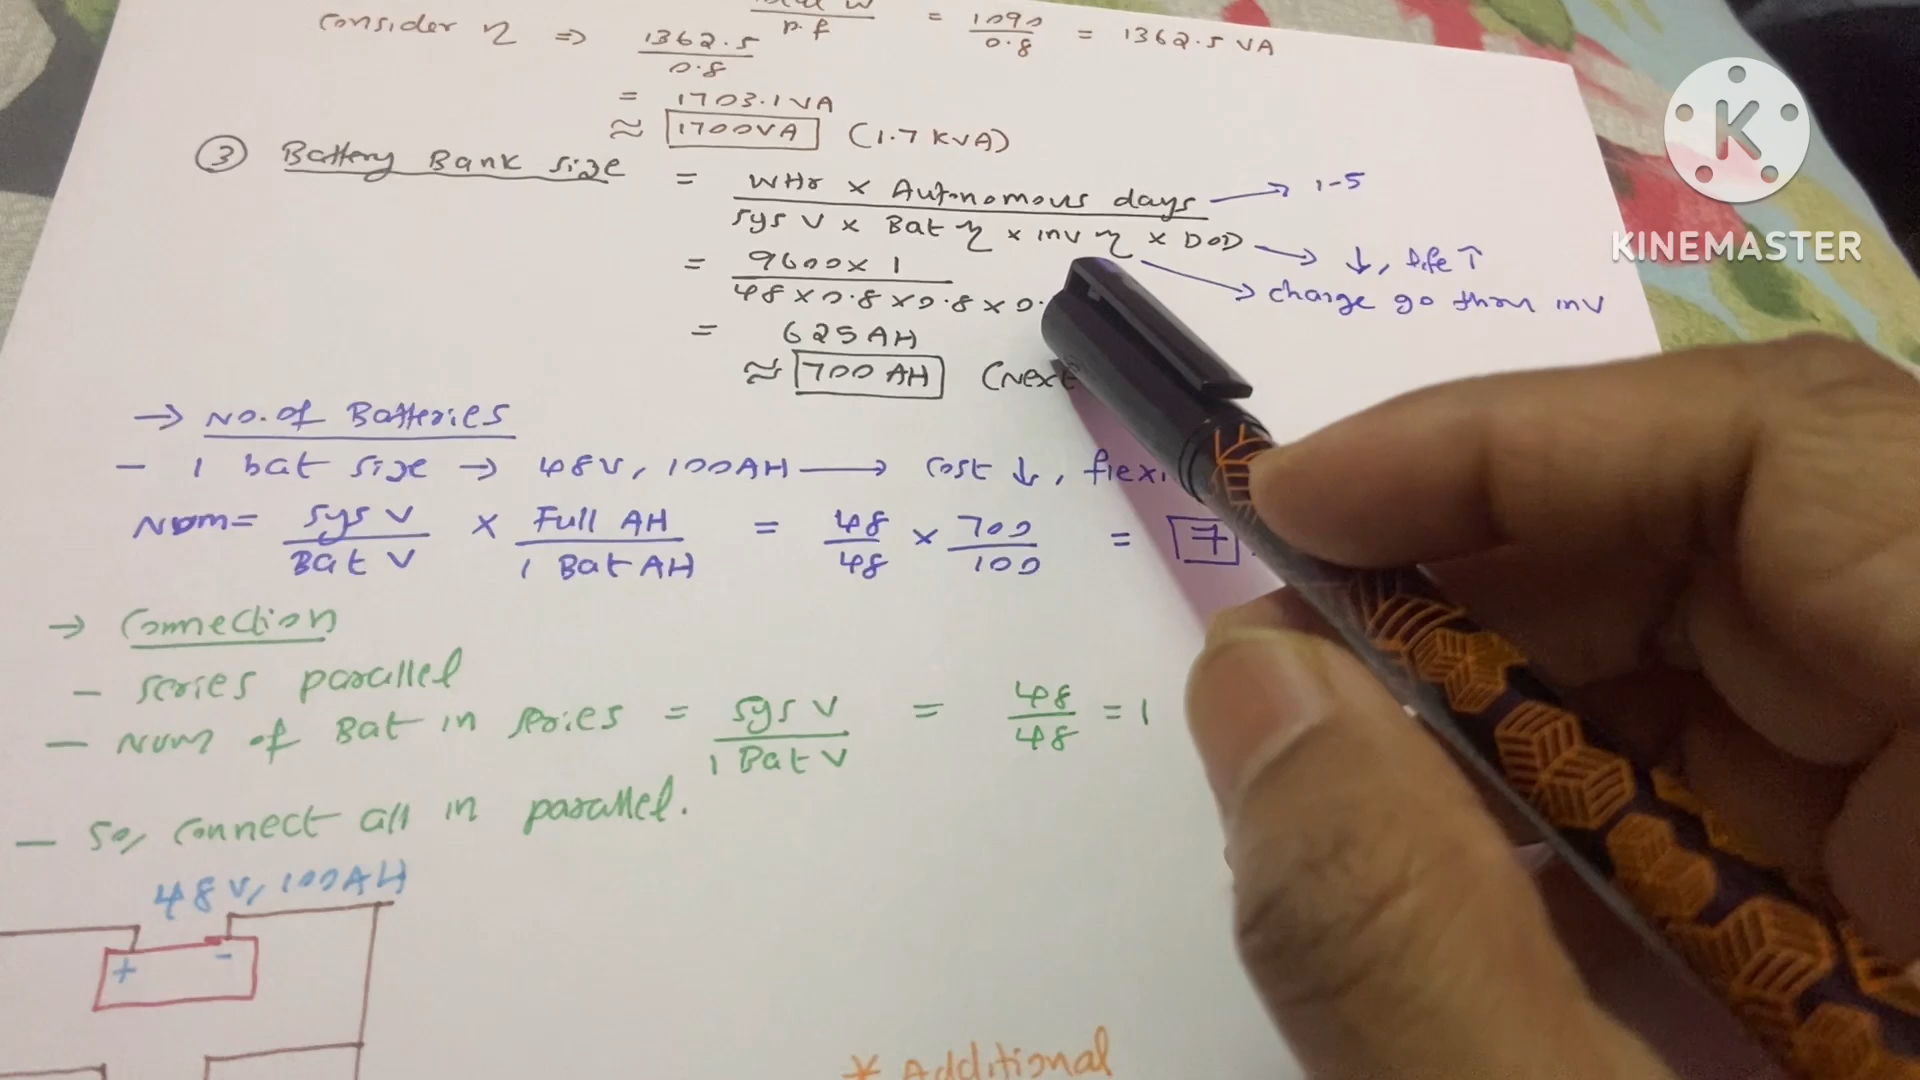 p.f = 1090 / 0.8 = 1362.5 VA
Consider η ⇒ 1362.5 / 0.8
= 1703.1 VA
≈ 1700VA (1.7 KVA)
③ Battery Bank size = WHr × Autonomous days → 1-5
sys V × Bat η × inv η × DOD → ↓, life ↑
→ charge go thru inv
= 9600 × 1
48 × 0.8 × 0.8 × 0.
= 625 AH
≈ 700 AH (Next
→ No. of Batteries
- 1 bat size → 48V, 100AH → cost ↓, flexi
Num = sys V / Bat V × Full AH / 1 Bat AH = 48 / 48 × 700 / 100 = 7
→ Connection
- series parallel
- Num of Bat in series = sys V / 1 Bat V = 48 / 48 = 1
- So, connect all in parallel.
48V, 100AH
+ -
* Additional
K
KINEMASTER